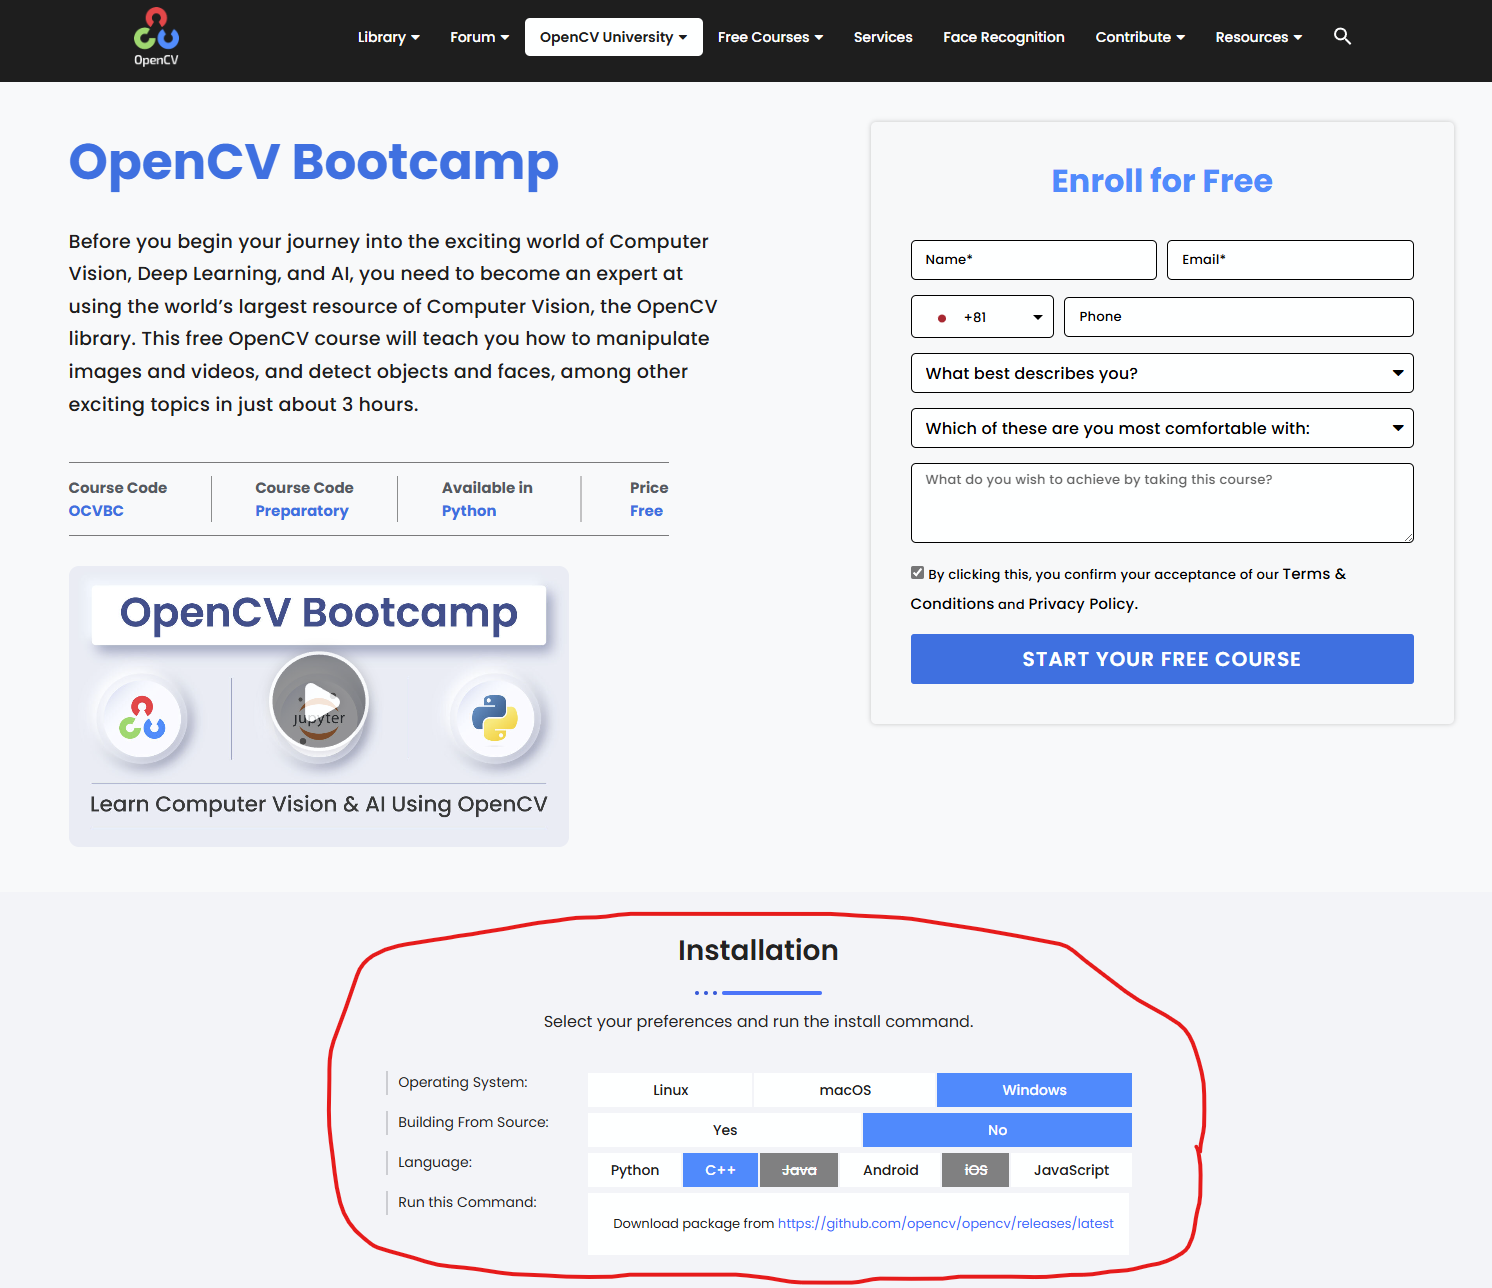 OpenCV
Library
Forum
OpenCV University
Free Courses
Services
Face Recognition
Contribute
Resources
OpenCV Bootcamp
Before you begin your journey into the exciting world of Computer
Vision, Deep Learning, and AI, you need to become an expert at
using the world’s largest resource of Computer Vision, the OpenCV
library. This free OpenCV course will teach you how to manipulate
images and videos, and detect objects and faces, among other
exciting topics in just about 3 hours.
Course Code
OCVBC
Course Code
Preparatory
Available in
Python
Price
Free
OpenCV Bootcamp
jupyter
Learn Computer Vision & AI Using OpenCV
Enroll for Free
Name*
Email*
+81
Phone
What best describes you?
Which of these are you most comfortable with:
What do you wish to achieve by taking this course?
By clicking this, you confirm your acceptance of our Terms &
Conditions and Privacy Policy.
START YOUR FREE COURSE
Installation
Select your preferences and run the install command.
Operating System:
Linux
macOS
Windows
Building From Source:
Yes
No
Language:
Python
C++
Java
Android
iOS
JavaScript
Run this Command:
Download package from https://github.com/opencv/opencv/releases/latest